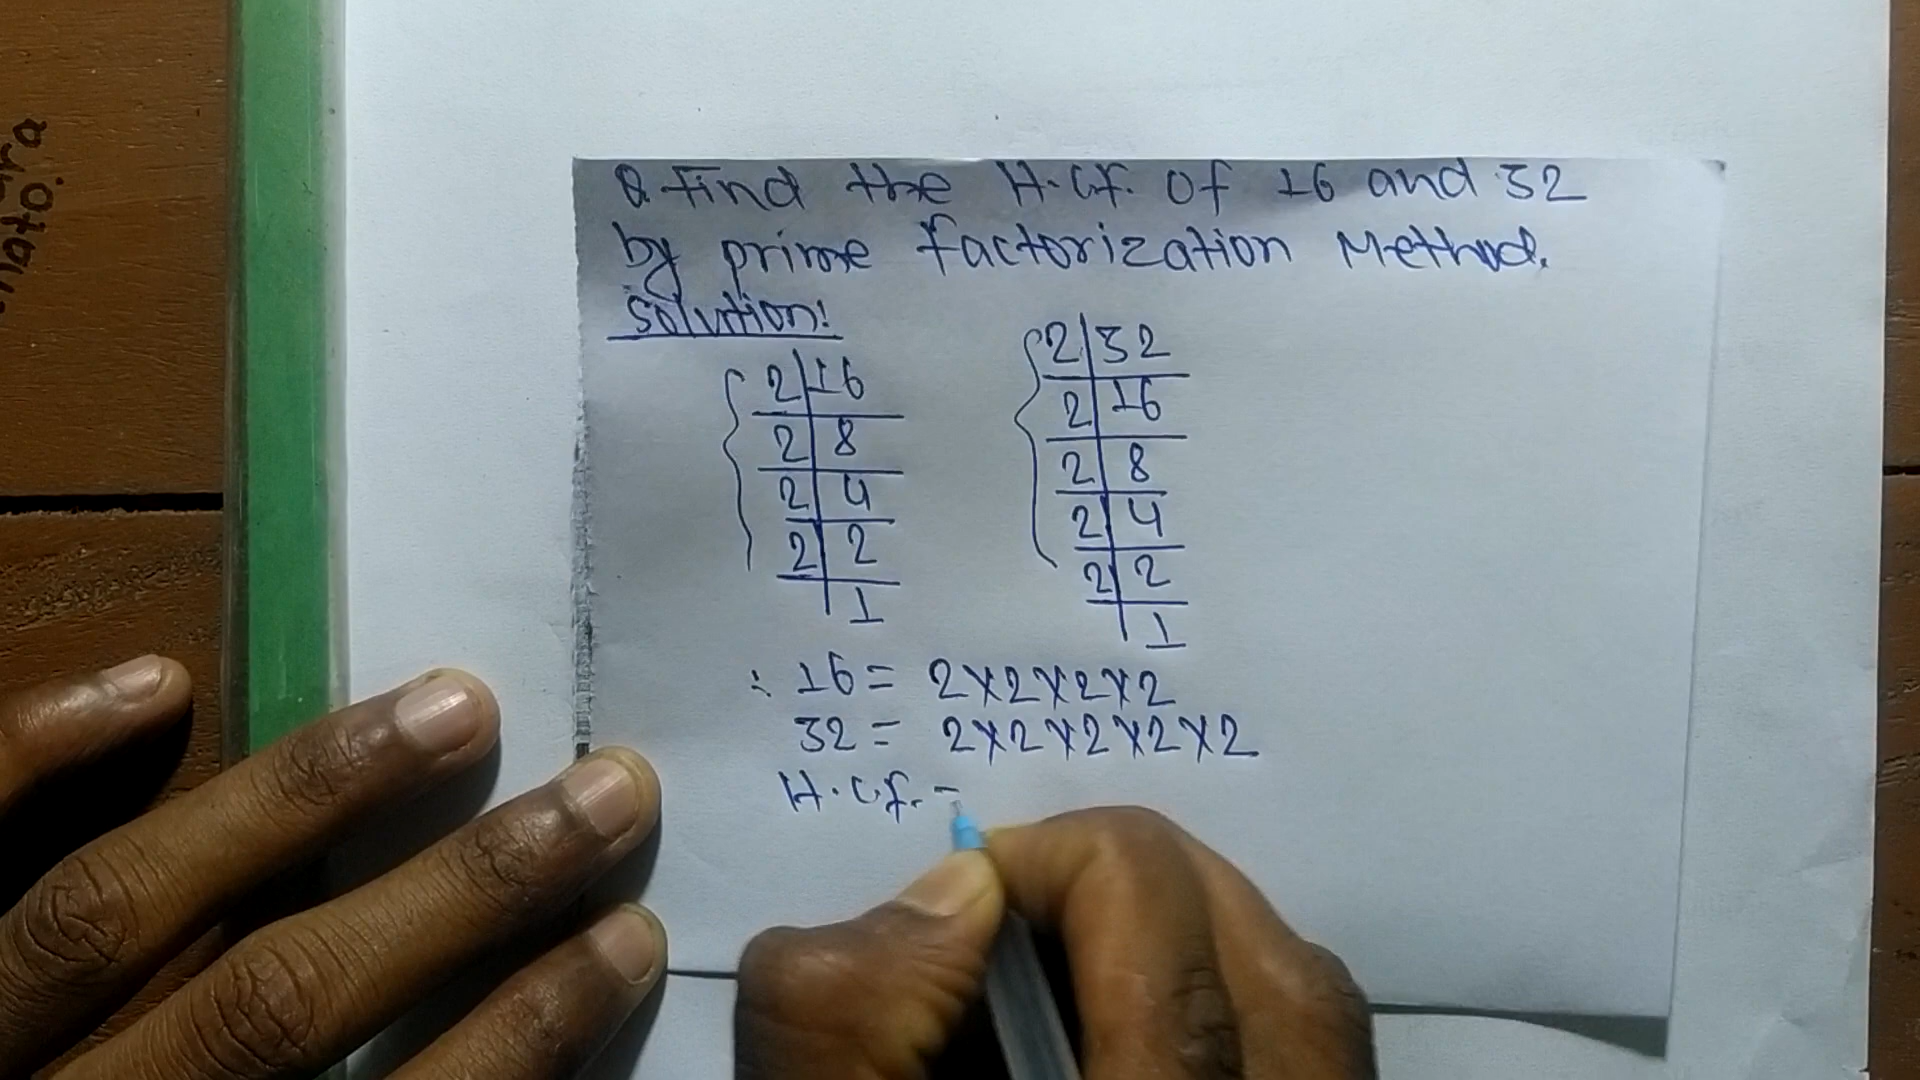 Q. Find the H.C.F. of 16 and 32
by prime factorization Method.
Solution:
2 | 16
2 | 8
2 | 4
2 | 2
1
2 | 32
2 | 16
2 | 8
2 | 4
2 | 2
1
∴ 16 = 2×2×2×2
32 = 2×2×2×2×2
H.C.F. =